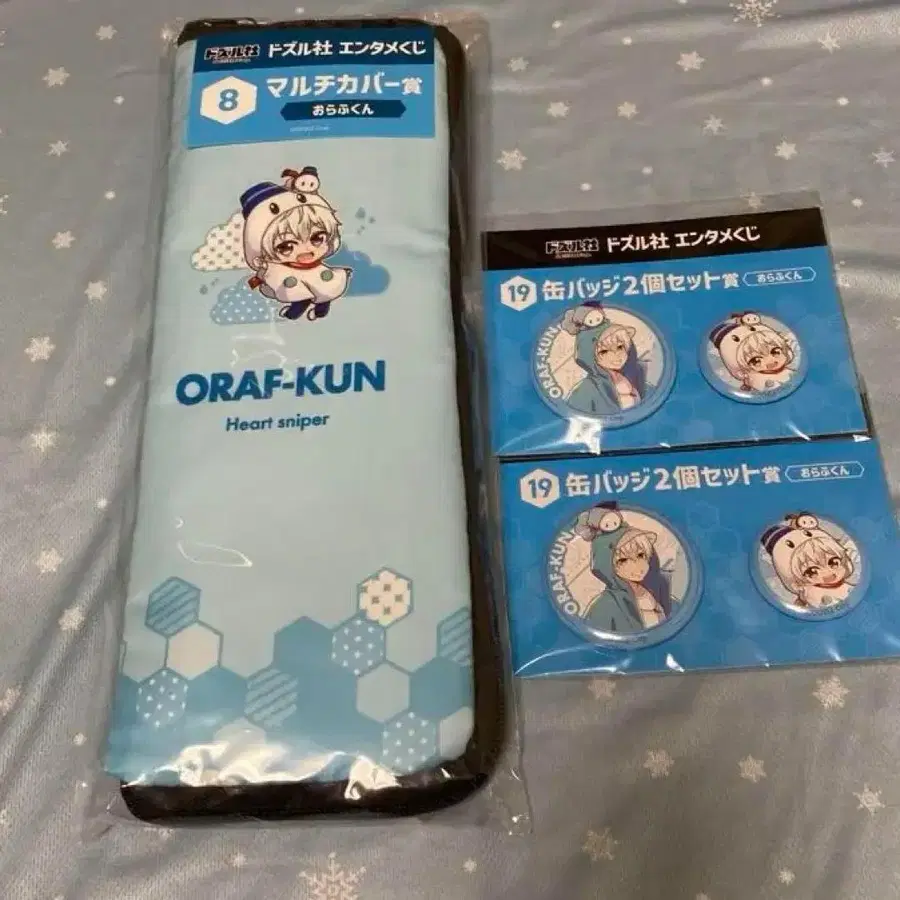 ドズル社
ドズル社 エンタメくじ
8
マルチカバー賞
おらふくん
ORAF-KUN
Heart sniper
ドズル社
ドズル社 エンタメくじ
19
缶バッジ2個セット賞
おらふくん
ORAF-KUN
19
缶バッジ2個セット賞
おらふくん
ORAF-KUN